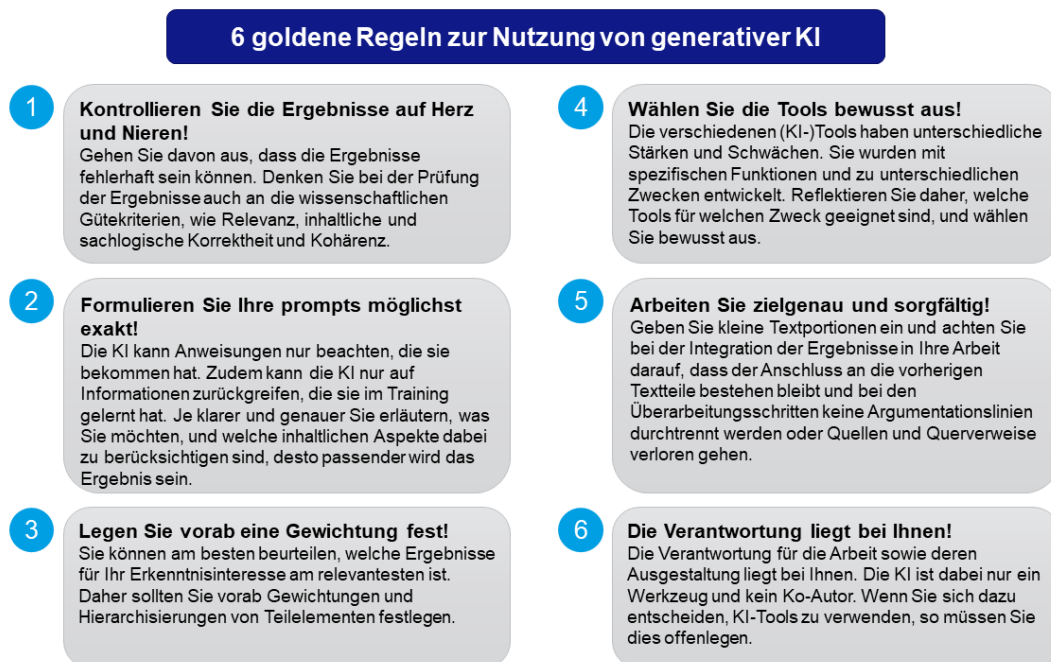 6 goldene Regeln zur Nutzung von generativer KI
1
Kontrollieren Sie die Ergebnisse auf Herz
und Nieren!
Gehen Sie davon aus, dass die Ergebnisse
fehlerhaft sein können. Denken Sie bei der Prüfung
der Ergebnisse auch an die wissenschaftlichen
Gütekriterien, wie Relevanz, inhaltliche und
sachlogische Korrektheit und Kohärenz.
2
Formulieren Sie Ihre prompts möglichst
exakt!
Die KI kann Anweisungen nur beachten, die sie
bekommen hat. Zudem kann die KI nur auf
Informationen zurückgreifen, die sie im Training
gelernt hat. Je klarer und genauer Sie erläutern, was
Sie möchten, und welche inhaltlichen Aspekte dabei
zu berücksichtigen sind, desto passender wird das
Ergebnis sein.
3
Legen Sie vorab eine Gewichtung fest!
Sie können am besten beurteilen, welche Ergebnisse
für Ihr Erkenntnisinteresse am relevantesten ist.
Daher sollten Sie vorab Gewichtungen und
Hierarchisierungen von Teilelementen festlegen.
4
Wählen Sie die Tools bewusst aus!
Die verschiedenen (KI-)Tools haben unterschiedliche
Stärken und Schwächen. Sie wurden mit
spezifischen Funktionen und zu unterschiedlichen
Zwecken entwickelt. Reflektieren Sie daher, welche
Tools für welchen Zweck geeignet sind, und wählen
Sie bewusst aus.
5
Arbeiten Sie zielgenau und sorgfältig!
Geben Sie kleine Textportionen ein und achten Sie
bei der Integration der Ergebnisse in Ihre Arbeit
darauf, dass der Anschluss an die vorherigen
Textteile bestehen bleibt und bei den
Überarbeitungsschritten keine Argumentationslinien
durchtrennt werden oder Quellen und Querverweise
verloren gehen.
6
Die Verantwortung liegt bei Ihnen!
Die Verantwortung für die Arbeit sowie deren
Ausgestaltung liegt bei Ihnen. Die KI ist dabei nur ein
Werkzeug und kein Ko-Autor. Wenn Sie sich dazu
entscheiden, KI-Tools zu verwenden, so müssen Sie
dies offenlegen.